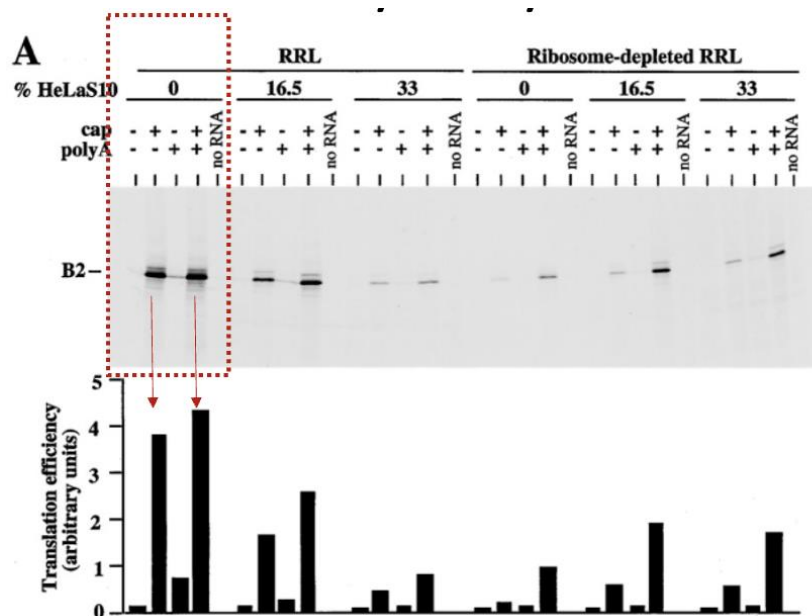 A
RRL Ribosome-depleted RRL
% HeLaS10 0 16.5 33 0 16.5 33
cap - + - + - + - + - + - + - + - + - + - + - + - +
polyA - - + + no RNA - - + + no RNA - - + + no RNA - - + + no RNA - - + + no RNA - - + + no RNA
B2 –
5
4
3
2
1
0
Translation efficiency
(arbitrary units)